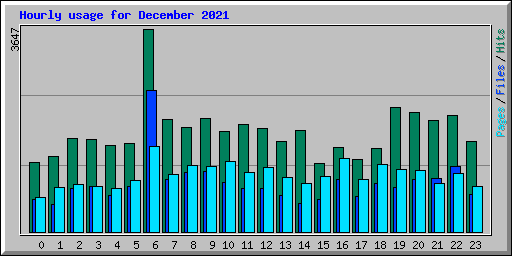 Hourly usage for December 2021
3647
Pages / Files / Hits
0 1 2 3 4 5 6 7 8 9 10 11 12 13 14 15 16 17 18 19 20 21 22 23